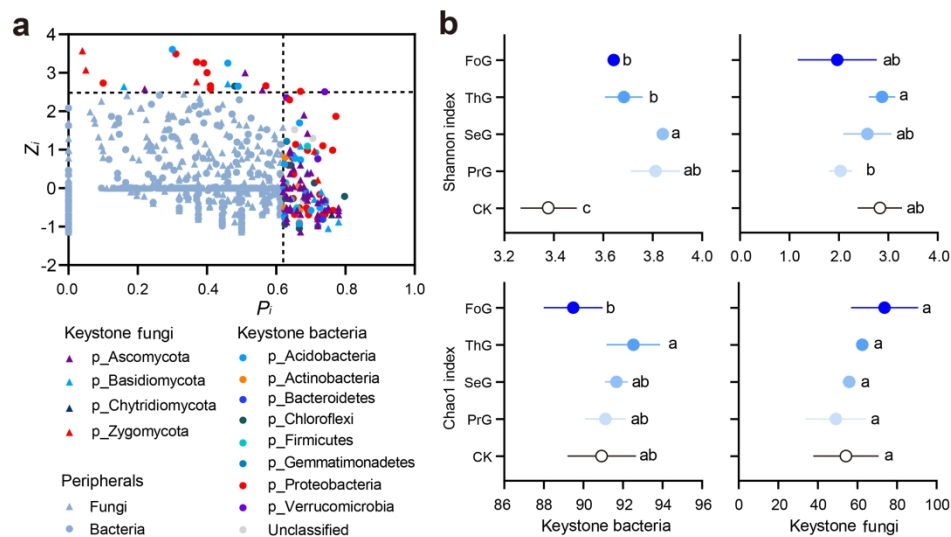 a
4
3
2
1
0
-1
-2
Zi
0.0 0.2 0.4 0.6 0.8 1.0
Pi
Keystone fungi
p_Ascomycota
p_Basidiomycota
p_Chytridiomycota
p_Zygomycota
Peripherals
Fungi
Bacteria
Keystone bacteria
p_Acidobacteria
p_Actinobacteria
p_Bacteroidetes
p_Chloroflexi
p_Firmicutes
p_Gemmatimonadetes
p_Proteobacteria
p_Verrucomicrobia
Unclassified
b
Shannon index
FoG b
ThG b
SeG a
PrG ab
CK c
3.2 3.4 3.6 3.8 4.0
ab
a
ab
b
ab
0.0 1.0 2.0 3.0 4.0
Chao1 index
FoG b
ThG a
SeG ab
PrG ab
CK ab
86 88 90 92 94 96
Keystone bacteria
a
a
a
a
a
0 20 40 60 80 100
Keystone fungi